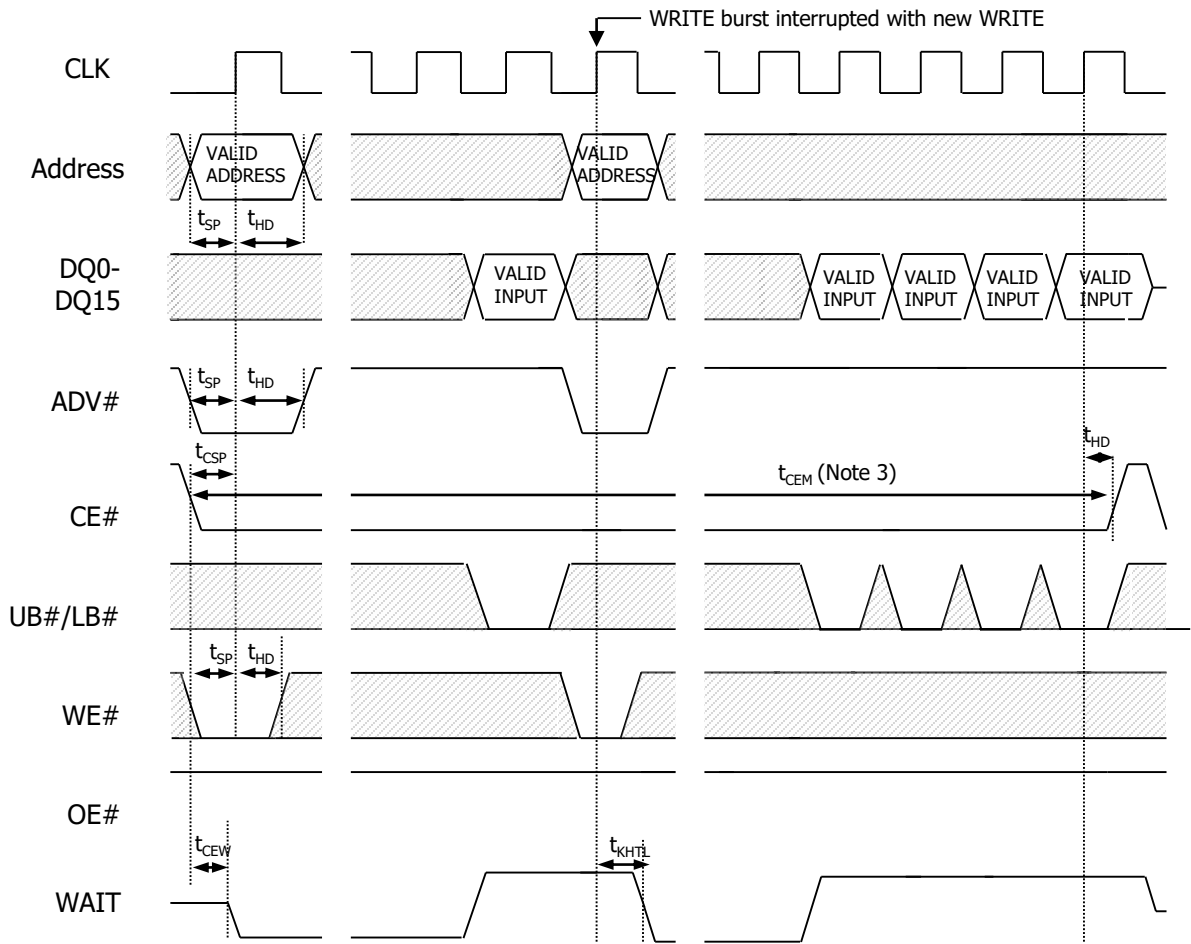 WRITE burst interrupted with new WRITE
CLK
Address
VALID
ADDRESS
VALID
ADDRESS
tSP
tHD
DQ0-
DQ15
VALID
INPUT
VALID
INPUT
VALID
INPUT
VALID
INPUT
VALID
INPUT
ADV#
tSP
tHD
tCSP
tHD
CE#
tCEM (Note 3)
UB#/LB#
tSP
tHD
WE#
OE#
tCEW
tKHTL
WAIT